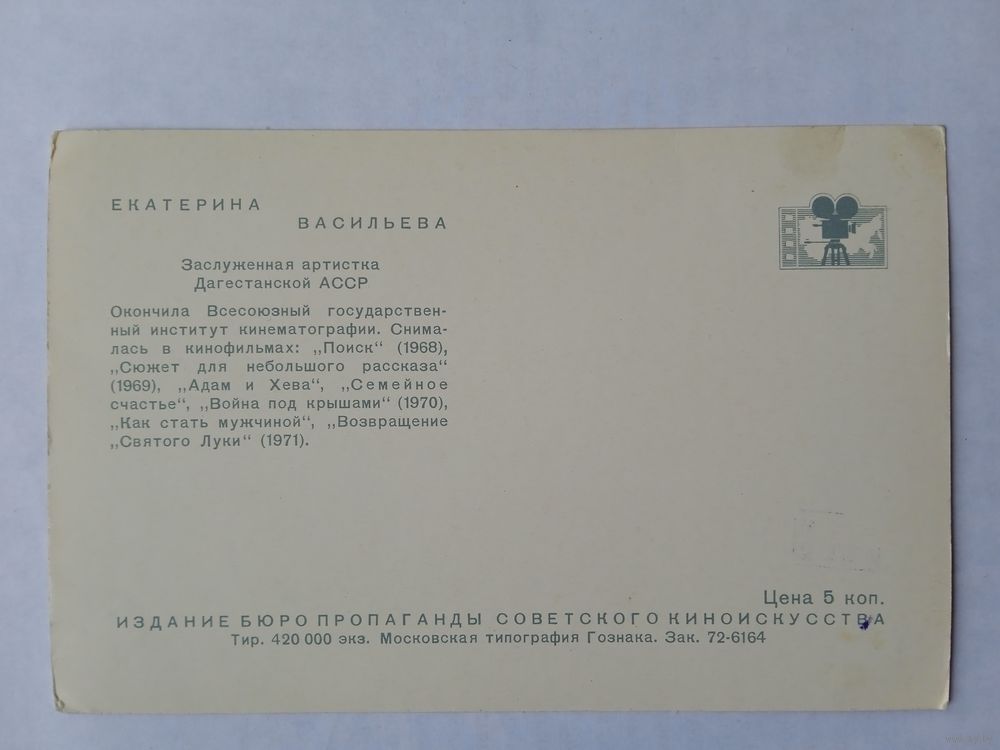 ЕКАТЕРИНА
ВАСИЛЬЕВА
Заслуженная артистка
Дагестанской АССР
Окончила Всесоюзный государствен-
ный институт кинематографии. Снима-
лась в кинофильмах: „Поиск“ (1968),
„Сюжет для небольшого рассказа“
(1969), „Адам и Хева“, „Семейное
счастье“, „Война под крышами“ (1970),
„Как стать мужчиной“, „Возвращение
„Святого Луки“ (1971).
Цена 5 коп.
ИЗДАНИЕ БЮРО ПРОПАГАНДЫ СОВЕТСКОГО КИНОИСКУССТВА
Тир. 420 000 экз. Московская типография Гознака. Зак. 72-6164